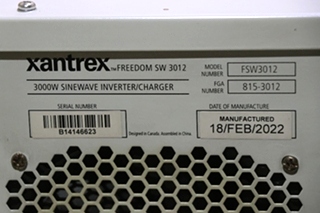 xantrex™ FREEDOM SW 3012
MODEL NUMBER FSW3012
3000W SINEWAVE INVERTER/CHARGER
FGA NUMBER 815-3012
SERIAL NUMBER
DATE OF MANUFACTURE
B14146623
Designed in Canada. Assembled in China.
MANUFACTURED
18/FEB/2022